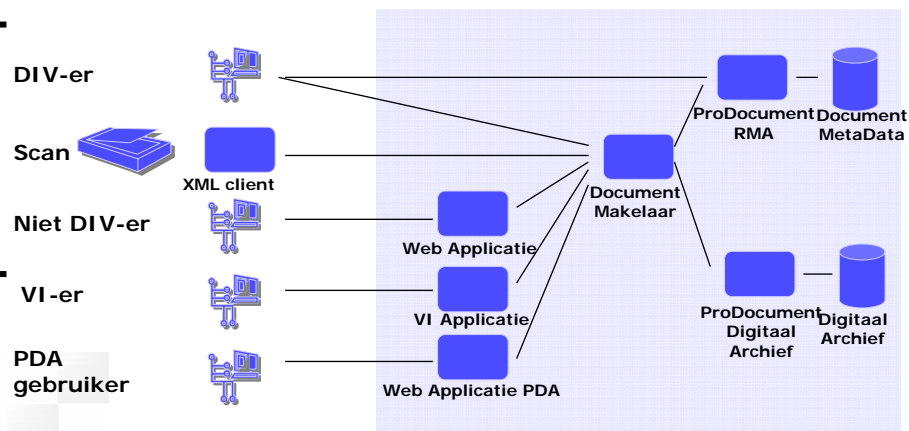 DIV-er
Scan
XML client
Niet DIV-er
VI-er
PDA
gebruiker
Web Applicatie
VI Applicatie
Web Applicatie PDA
Document
Makelaar
ProDocument
RMA
Document
MetaData
ProDocument
Digitaal
Archief
Digitaal
Archief